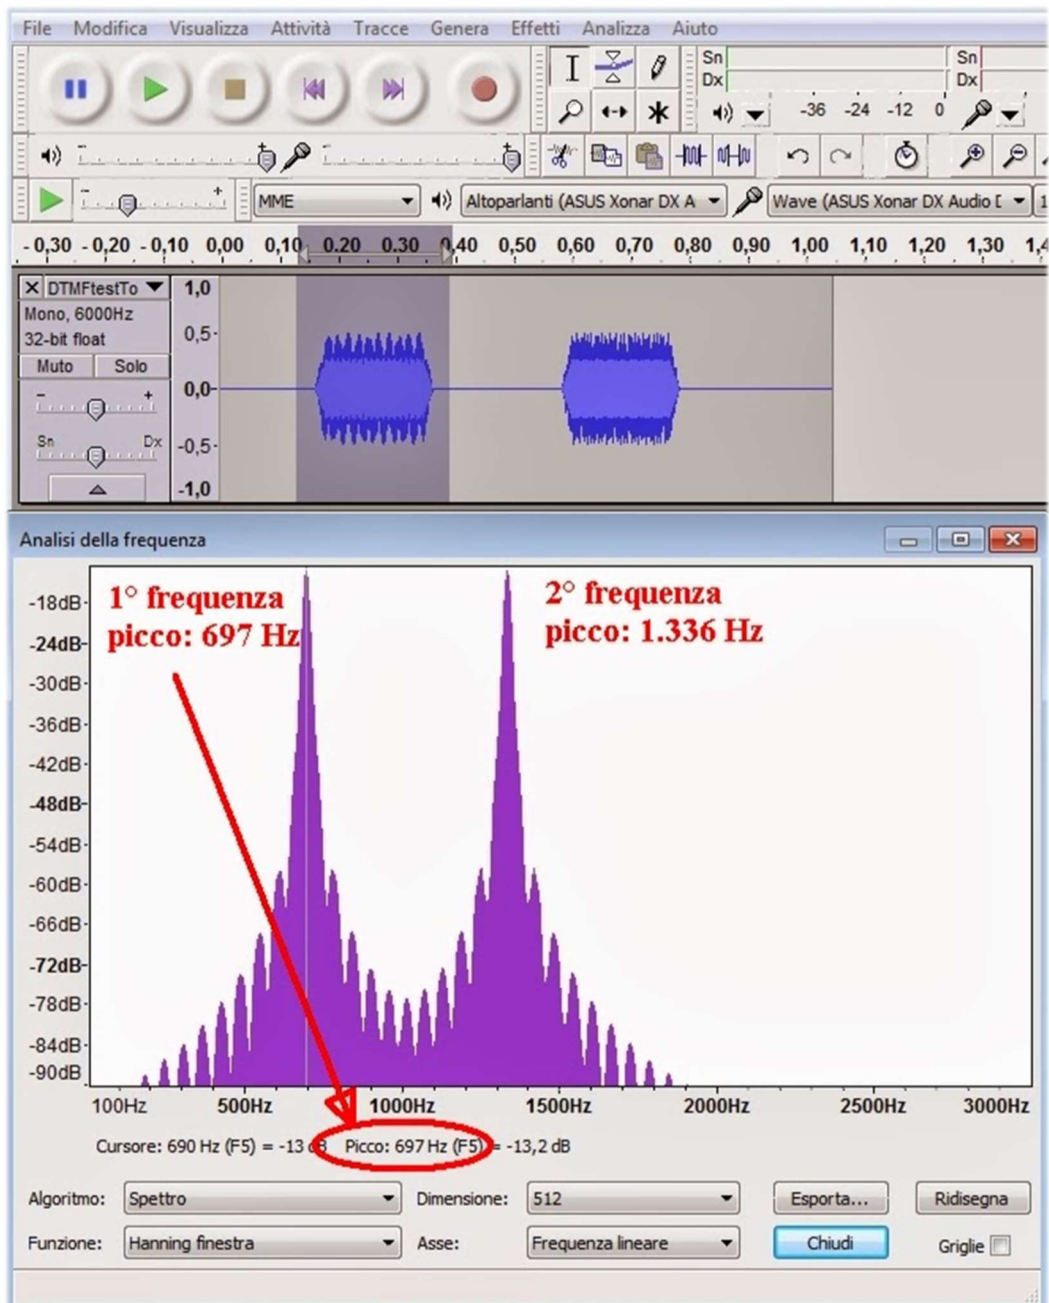 File Modifica Visualizza Attività Tracce Genera Effetti Analizza Aiuto
Sn Sn
Dx Dx
-36 -24 -12 0
- + - +
- + MME Altoparlanti (ASUS Xonar DX A Wave (ASUS Xonar DX Audio [ 1
-0,30 -0,20 -0,10 0,00 0,10 0,20 0,30 0,40 0,50 0,60 0,70 0,80 0,90 1,00 1,10 1,20 1,30 1,4
X DTMFtestTo 1,0
Mono, 6000Hz
32-bit float 0,5
Muto Solo
- + 0,0
Sn Dx -0,5
-1,0
Analisi della frequenza
1° frequenza
picco: 697 Hz
2° frequenza
picco: 1.336 Hz
-18dB
-24dB
-30dB
-36dB
-42dB
-48dB
-54dB
-60dB
-66dB
-72dB
-78dB
-84dB
-90dB
100Hz 500Hz 1000Hz 1500Hz 2000Hz 2500Hz 3000Hz
Cursore: 690 Hz (F5) = -13 dB Picco: 697 Hz (F5) = -13,2 dB
Algoritmo: Spettro Dimensione: 512 Esporta... Ridisegna
Funzione: Hanning finestra Asse: Frequenza lineare Chiudi Griglie